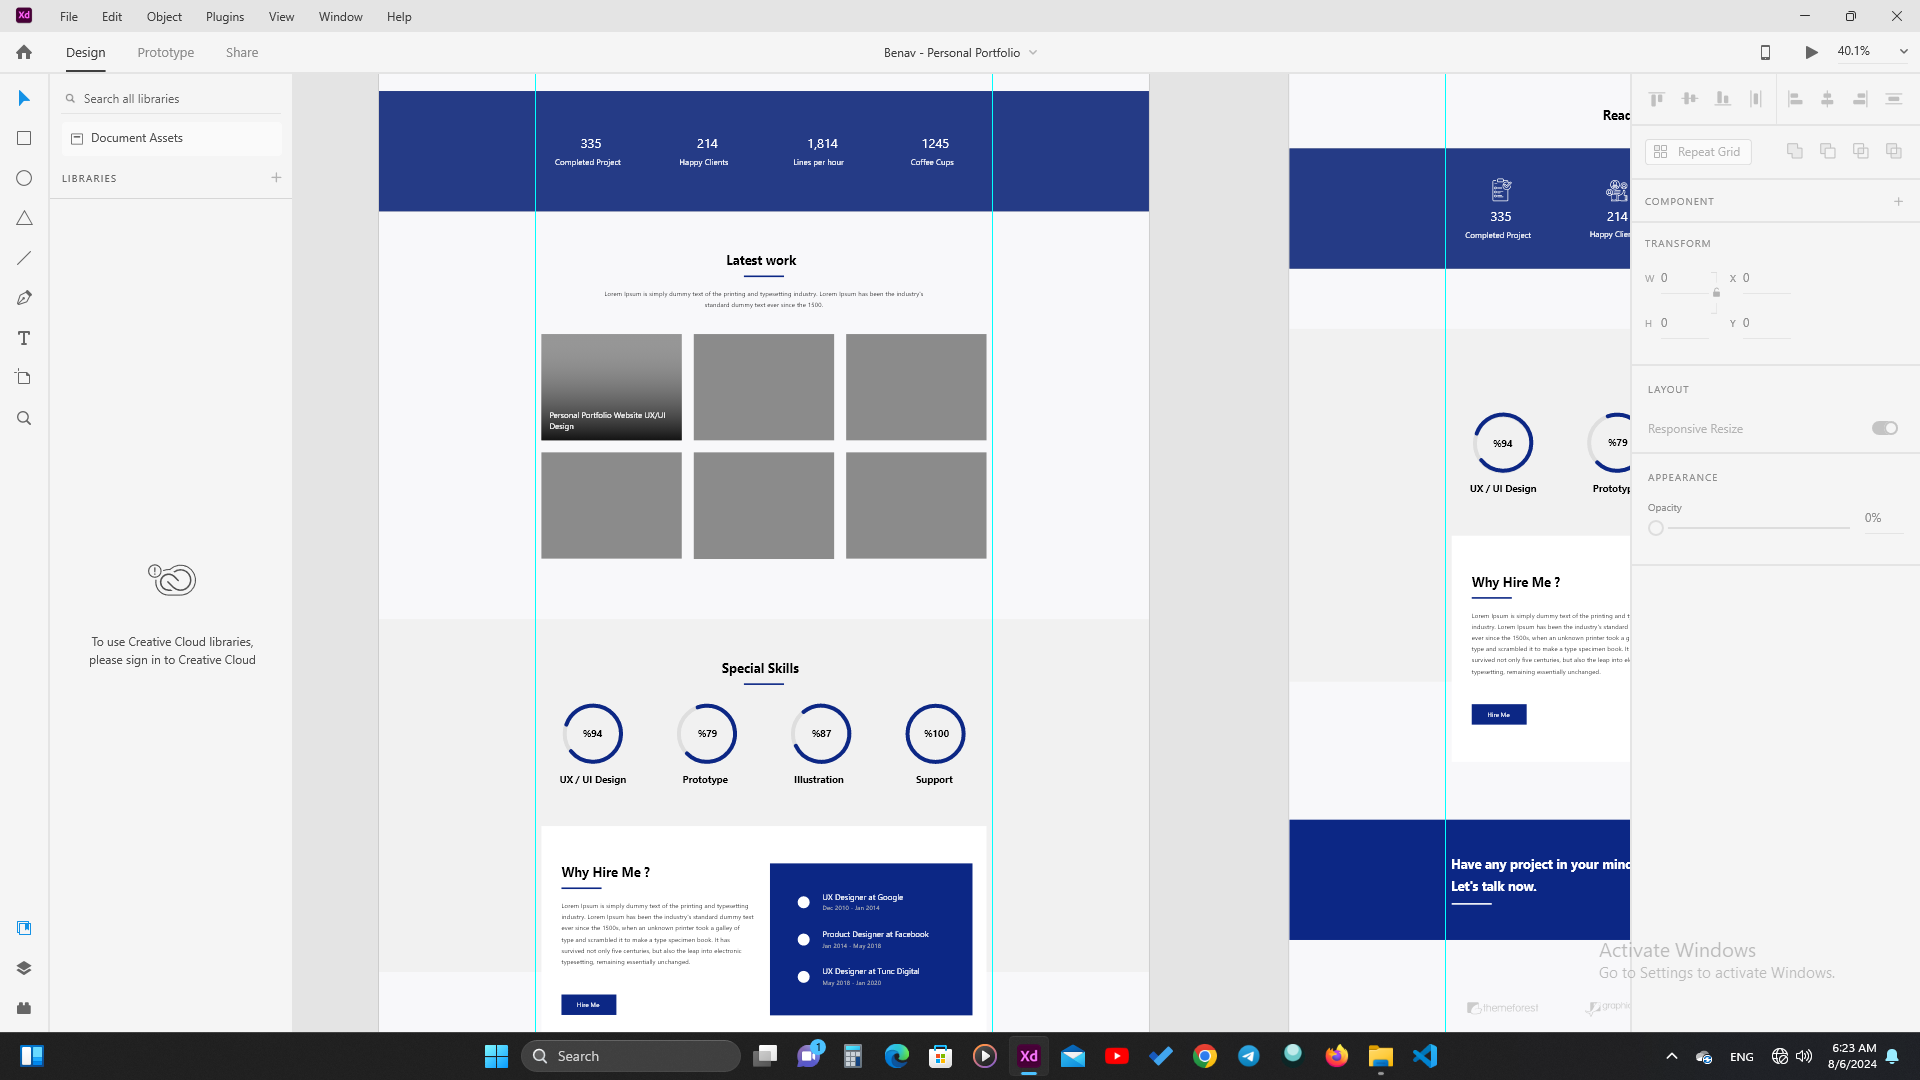 Xd File Edit Object Plugins View Window Help
Design Prototype Share
Benav - Personal Portfolio
40.1%
Search all libraries
Document Assets
LIBRARIES
To use Creative Cloud libraries,
please sign in to Creative Cloud
335 214 1,814 1245
Completed Project Happy Clients Lines per hour Coffee Cups
Latest work
Lorem Ipsum is simply dummy text of the printing and typesetting industry. Lorem Ipsum has been the industry's
standard dummy text ever since the 1500.
Personal Portfolio Website UX/UI
Design
Special Skills
%94 %79 %87 %100
UX / UI Design Prototype Illustration Support
Why Hire Me ?
Lorem Ipsum is simply dummy text of the printing and typesetting
industry. Lorem Ipsum has been the industry's standard dummy text
ever since the 1500s, when an unknown printer took a galley of
type and scrambled it to make a type specimen book. It has
survived not only five centuries, but also the leap into electronic
typesetting, remaining essentially unchanged.
Hire Me
UX Designer at Google
Dec 2010 - Jan 2014
Product Designer at Facebook
Jan 2014 - May 2018
UX Designer at Tunc Digital
May 2018 - Jan 2020
Reac
335 214
Completed Project Happy Clien
%94 %79
UX / UI Design Prototyp
Why Hire Me ?
Lorem Ipsum is simply dummy text of the printing and t
industry. Lorem Ipsum has been the industry's standard
ever since the 1500s, when an unknown printer took a g
type and scrambled it to make a type specimen book. It
survived not only five centuries, but also the leap into ele
typesetting, remaining essentially unchanged.
Hire Me
Have any project in your mind
Let's talk now.
themeforest graphic
Repeat Grid
COMPONENT
TRANSFORM
W 0 X 0
H 0 Y 0
LAYOUT
Responsive Resize
APPEARANCE
Opacity
0%
Activate Windows
Go to Settings to activate Windows.
Search
1
Xd
ENG
6:23 AM
8/6/2024